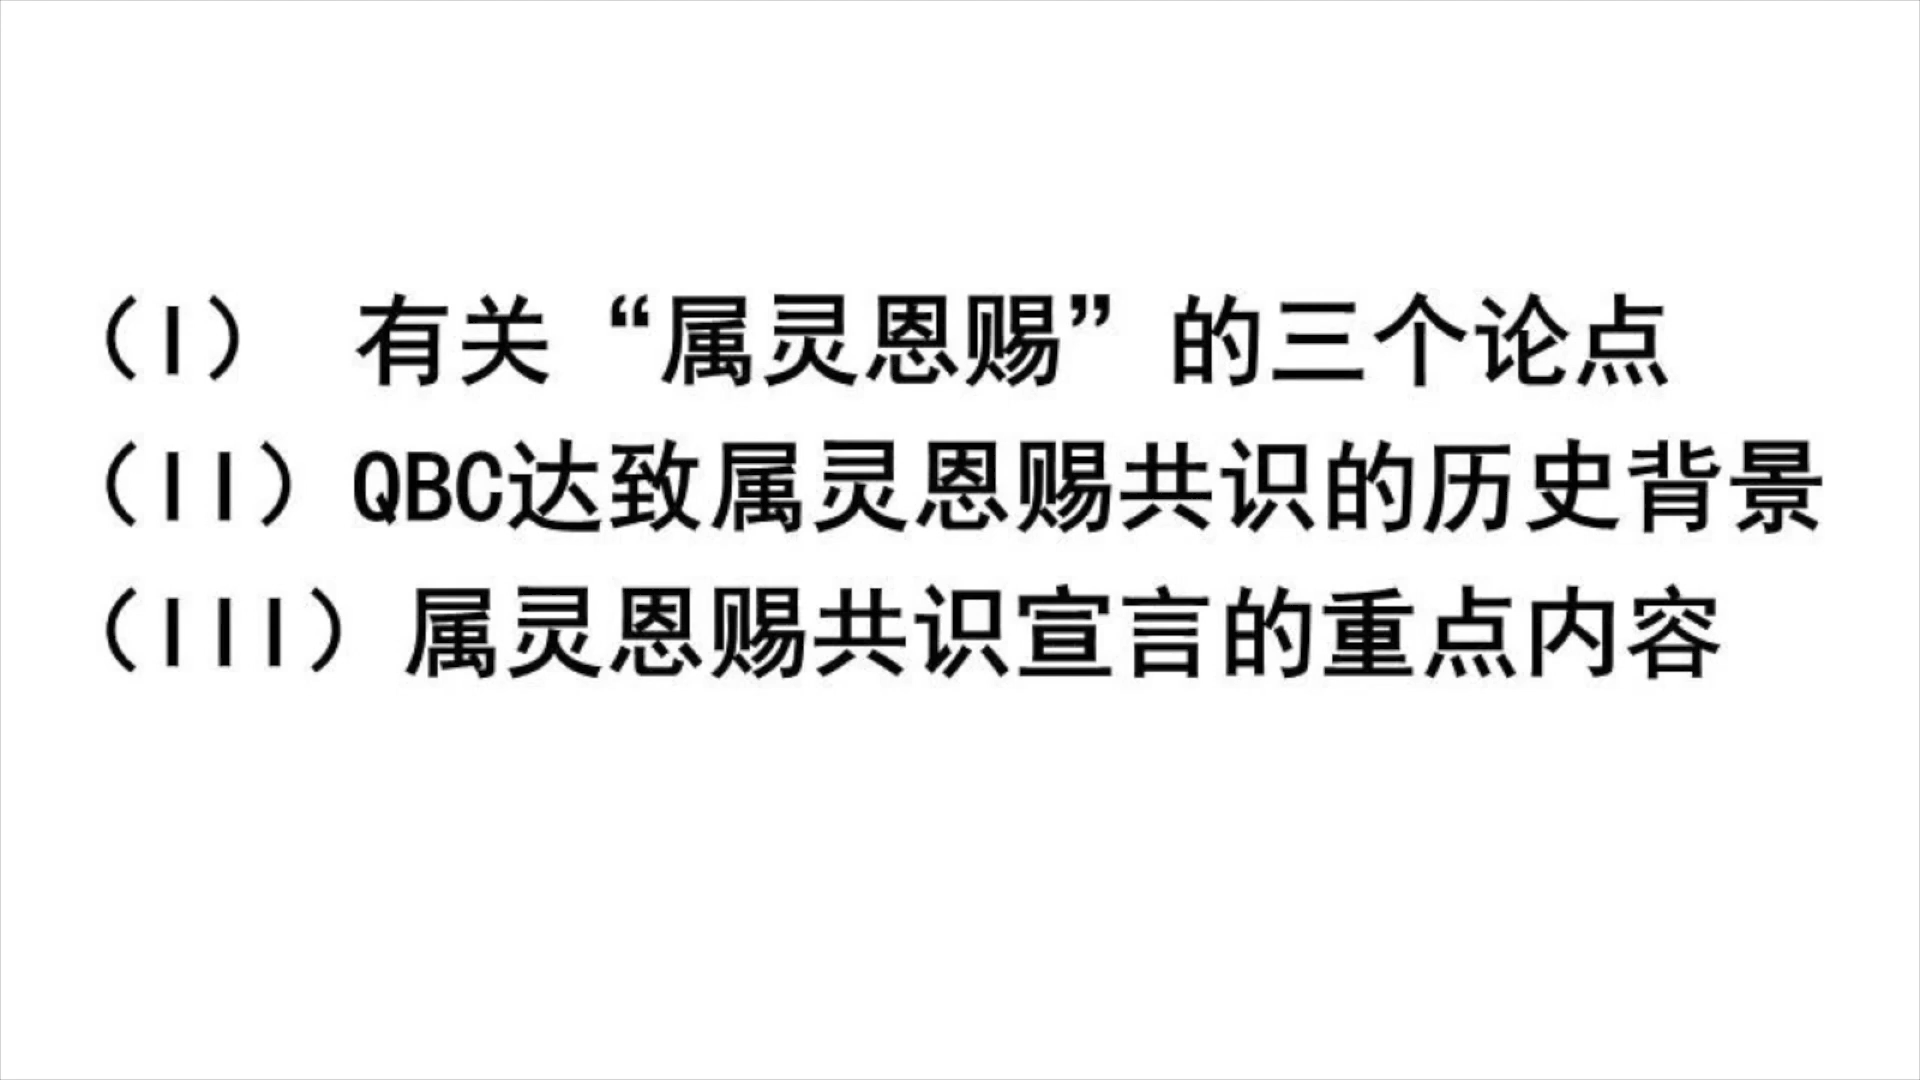 （I） 有关“属灵恩赐”的三个论点
（II）QBC达致属灵恩赐共识的历史背景
（III）属灵恩赐共识宣言的重点内容